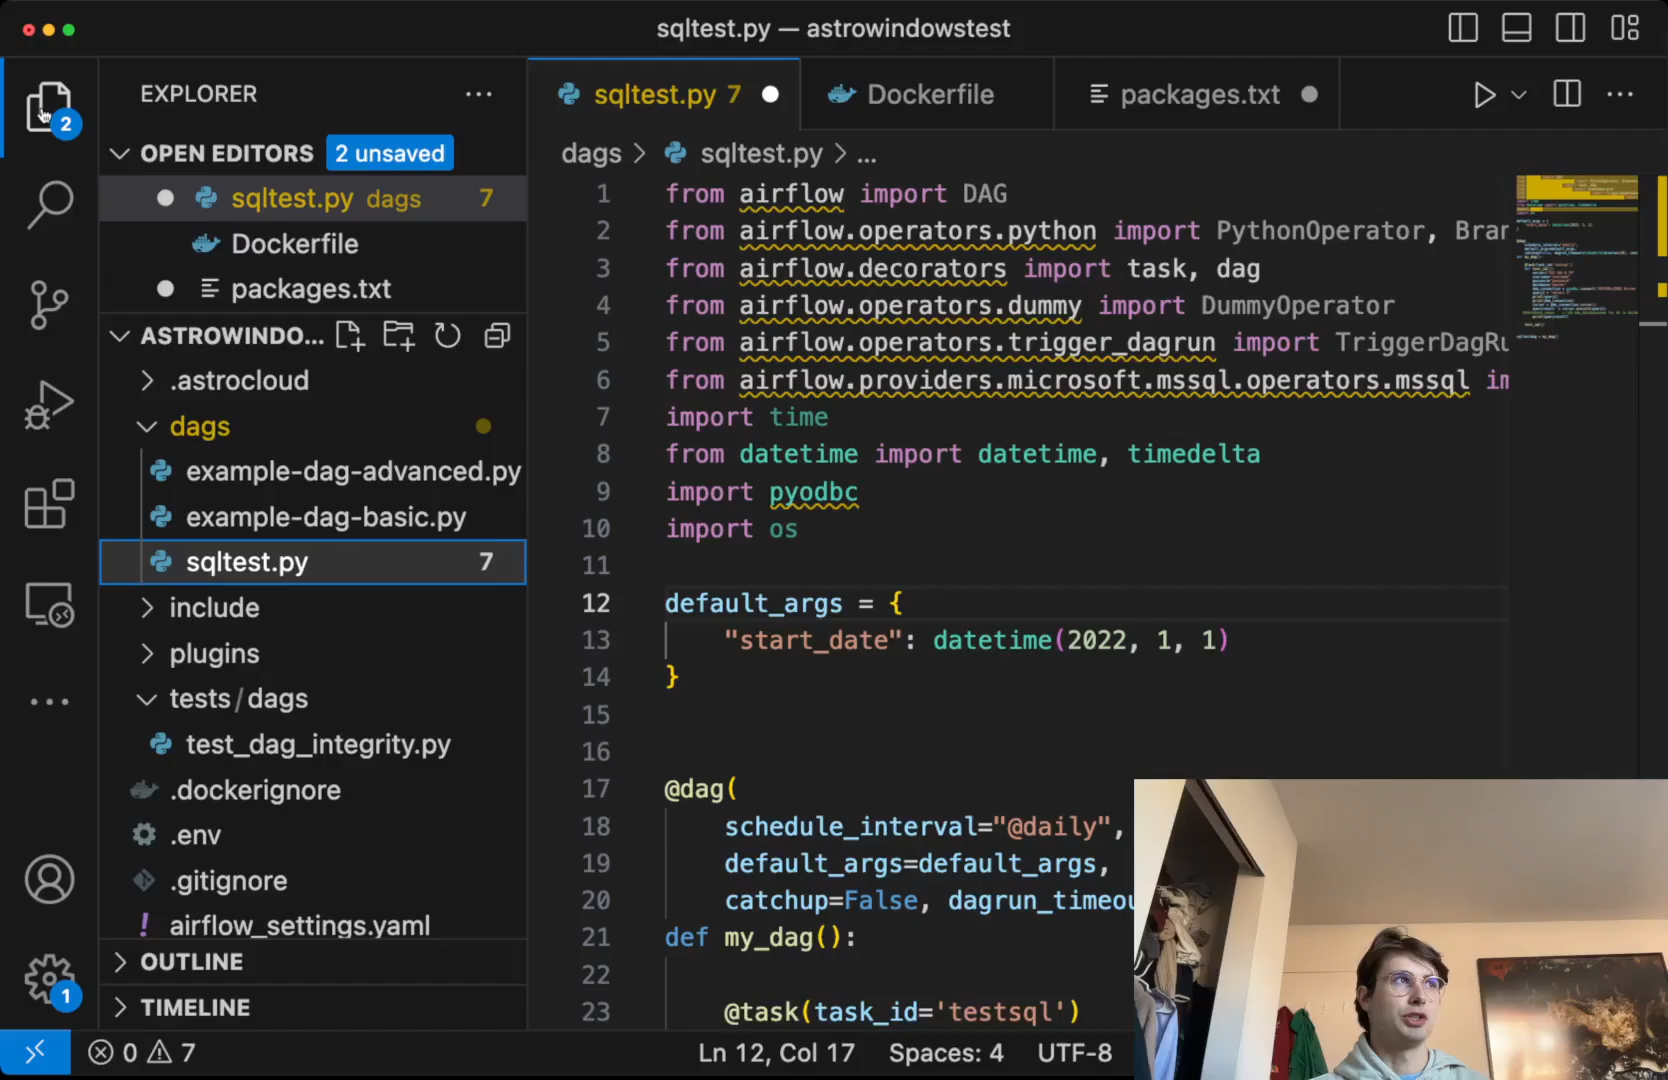 sqltest.py — astrowindowstest
EXPLORER
2
OPEN EDITORS 2 unsaved
sqltest.py dags 7
Dockerfile
packages.txt
ASTROWINDO...
.astrocloud
dags
example-dag-advanced.py
example-dag-basic.py
sqltest.py 7
include
plugins
tests/dags
test_dag_integrity.py
.dockerignore
.env
.gitignore
! airflow_settings.yaml
OUTLINE
TIMELINE
1
sqltest.py 7
Dockerfile
packages.txt
dags > sqltest.py > ...
1 from airflow import DAG
2 from airflow.operators.python import PythonOperator, Bran
3 from airflow.decorators import task, dag
4 from airflow.operators.dummy import DummyOperator
5 from airflow.operators.trigger_dagrun import TriggerDagRu
6 from airflow.providers.microsoft.mssql.operators.mssql im
7 import time
8 from datetime import datetime, timedelta
9 import pyodbc
10 import os
11
12 default_args = {
13 "start_date": datetime(2022, 1, 1)
14 }
15
16
17 @dag(
18 schedule_interval="@daily",
19 default_args=default_args,
20 catchup=False, dagrun_timeou
21 def my_dag():
22
23 @task(task_id='testsql')
0 7
Ln 12, Col 17 Spaces: 4 UTF-8